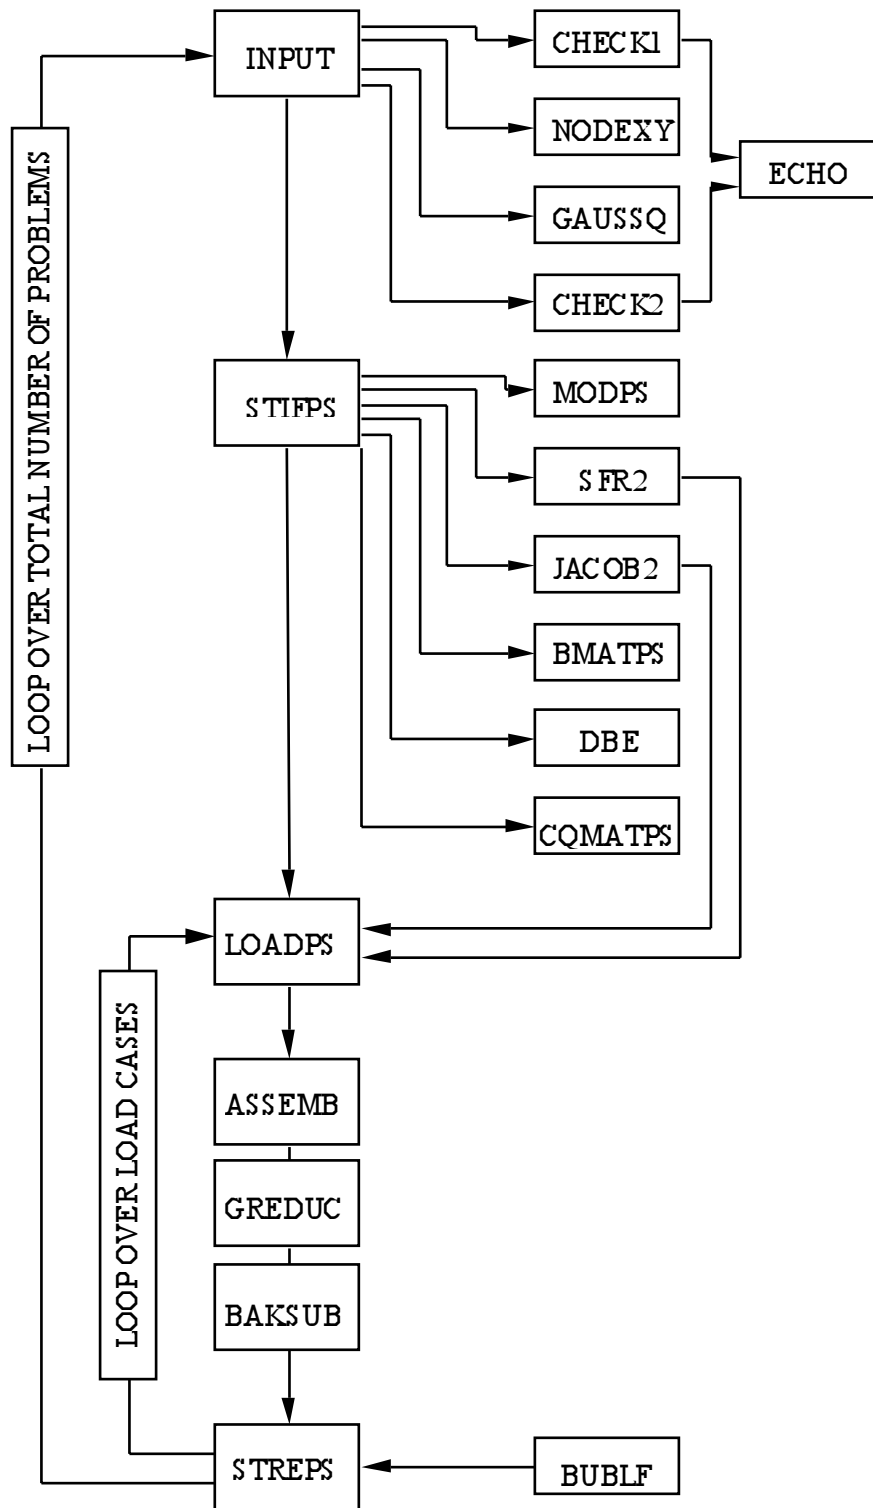 INPUT
CHECK1
NODEXY
ECHO
GAUSSQ
CHECK2
LOOP OVER TOTAL NUMBER OF PROBLEMS
STIFPS
MODPS
SFR2
JACOB2
BMATPS
DBE
CQMATPS
LOADPS
LOOP OVER LOAD CASES
ASSEMB
GREDUC
BAKSUB
STREPS
BUBLF